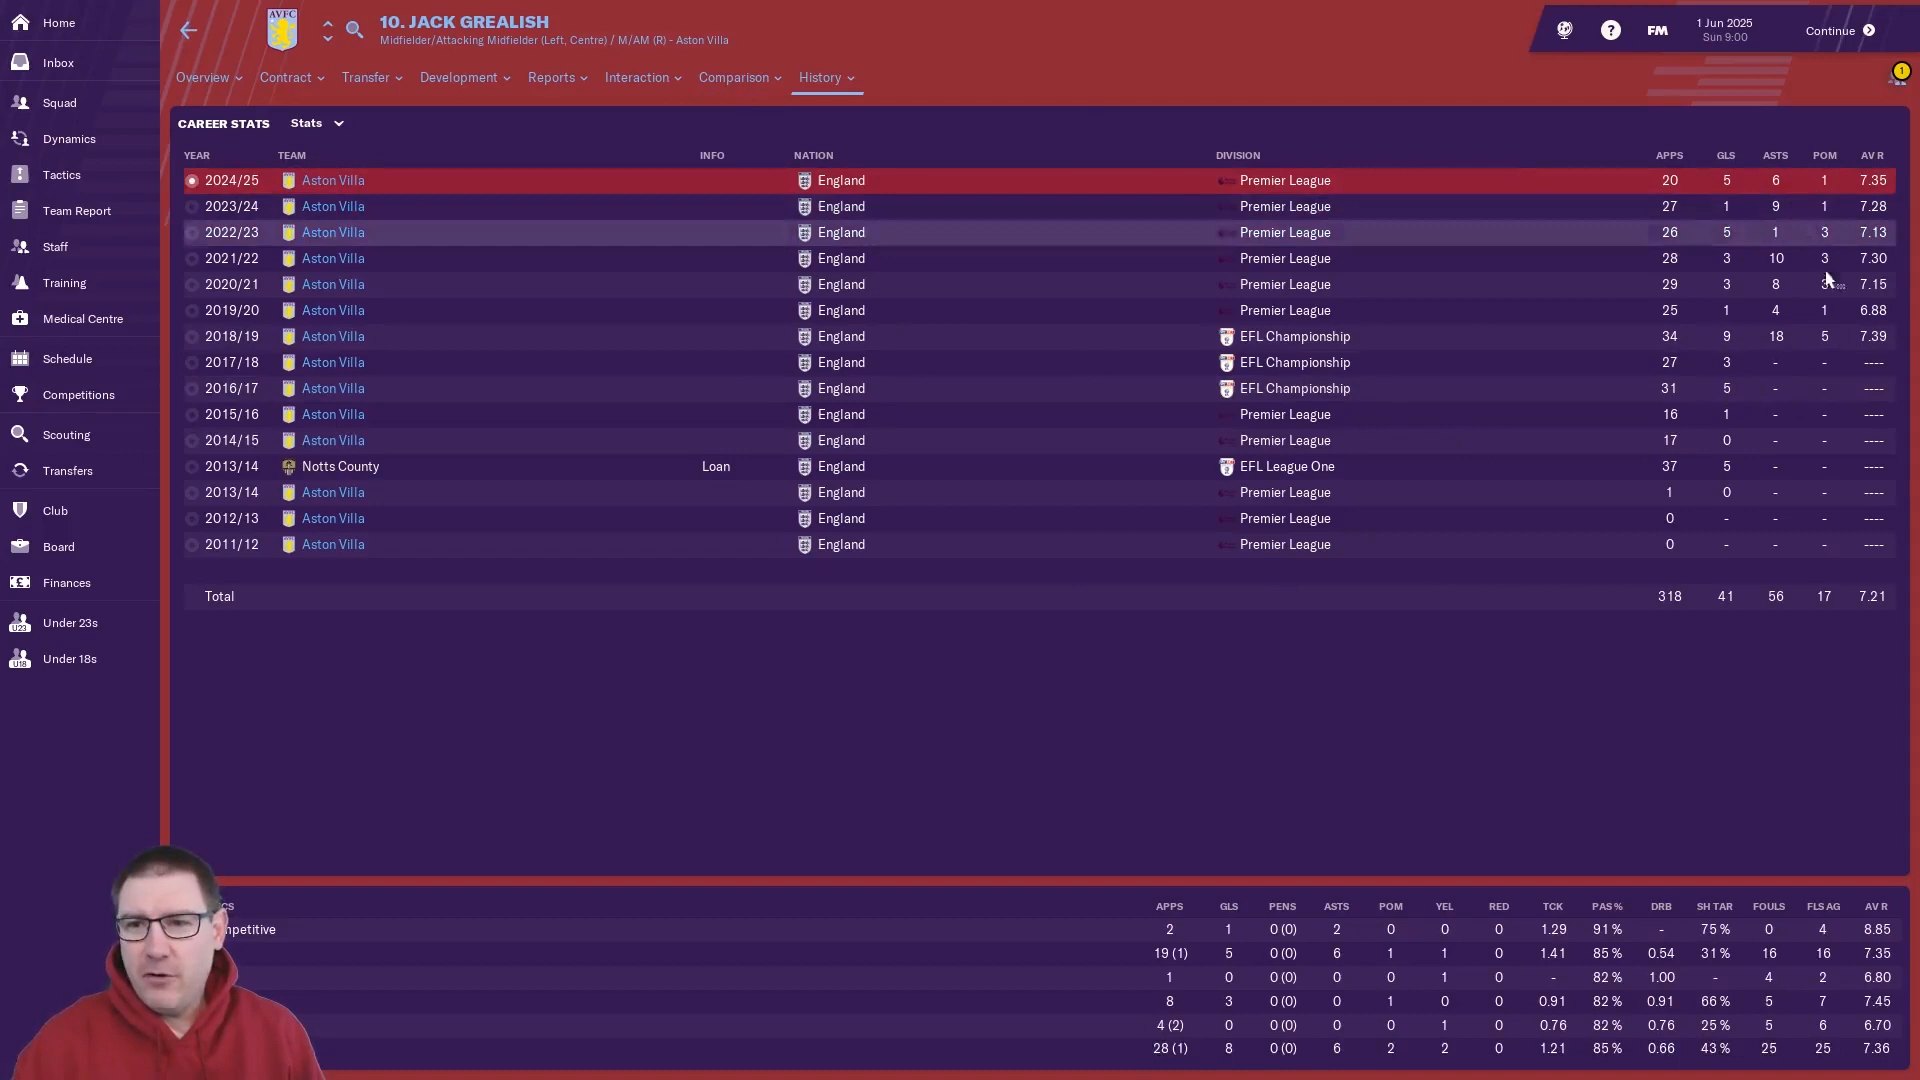 Home
Inbox
Squad
Dynamics
Tactics
Team Report
Staff
Training
Medical Centre
Schedule
Competitions
Scouting
Transfers
Club
Board
Finances
U23 Under 23s
U18 Under 18s
AVFC
10. JACK GREALISH
Midfielder/Attacking Midfielder (Left, Centre) / M/AM (R) - Aston Villa
? FM 1 Jun 2025 Continue
Sun 9:00
Overview Contract Transfer Development Reports Interaction Comparison History 1
CAREER STATS Stats
YEAR TEAM INFO NATION DIVISION APPS GLS ASTS POM AV R
2024/25 Aston Villa England Premier League 20 5 6 1 7.35
2023/24 Aston Villa England Premier League 27 1 9 1 7.28
2022/23 Aston Villa England Premier League 26 5 1 3 7.13
2021/22 Aston Villa England Premier League 28 3 10 3 7.30
2020/21 Aston Villa England Premier League 29 3 8 7.15
2019/20 Aston Villa England Premier League 25 1 4 1 6.88
2018/19 Aston Villa England EFL Championship 34 9 18 5 7.39
2017/18 Aston Villa England EFL Championship 27 3 - - ----
2016/17 Aston Villa England EFL Championship 31 5 - - ----
2015/16 Aston Villa England Premier League 16 1 - - ----
2014/15 Aston Villa England Premier League 17 0 - - ----
2013/14 Notts County Loan England EFL League One 37 5 - - ----
2013/14 Aston Villa England Premier League 1 0 - - ----
2012/13 Aston Villa England Premier League 0 - - - ----
2011/12 Aston Villa England Premier League 0 - - - ----
Total 318 41 56 17 7.21
CS APPS GLS PENS ASTS POM YEL RED TCK PAS % DRB SH TAR FOULS FLS AG AV R
mpetitive 2 1 0 (0) 2 0 0 0 1.29 91 % - 75 % 0 4 8.85
19 (1) 5 0 (0) 6 1 1 0 1.41 85 % 0.54 31 % 16 16 7.35
1 0 0 (0) 0 0 1 0 - 82 % 1.00 - 4 2 6.80
8 3 0 (0) 0 1 0 0 0.91 82 % 0.91 66 % 5 7 7.45
4 (2) 0 0 (0) 0 0 1 0 0.76 82 % 0.76 25 % 5 6 6.70
28 (1) 8 0 (0) 6 2 2 0 1.21 85 % 0.66 43 % 25 25 7.36